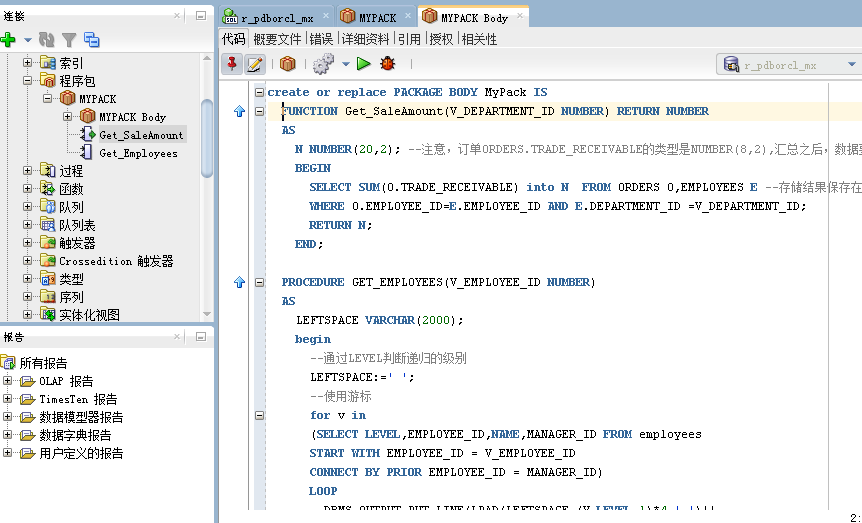 连接
索引
程序包
MYPACK
MYPACK Body
Get_SaleAmount
Get_Employees
过程
函数
队列
队列表
触发器
Crossedition 触发器
类型
序列
实体化视图
报告
所有报告
OLAP 报告
TimesTen 报告
数据模型器报告
数据字典报告
用户定义的报告
r_pdborcl_mx
MYPACK
MYPACK Body
代码 概要文件 错误 详细资料 引用 授权 相关性
r_pdborcl_mx
create or replace PACKAGE BODY MyPack IS
FUNCTION Get_SaleAmount(V_DEPARTMENT_ID NUMBER) RETURN NUMBER
AS
N NUMBER(20,2); --注意，订单ORDERS.TRADE_RECEIVABLE的类型是NUMBER(8,2),汇总之后，数据
BEGIN
SELECT SUM(O.TRADE_RECEIVABLE) into N FROM ORDERS O,EMPLOYEES E --存储结果保存在
WHERE O.EMPLOYEE_ID=E.EMPLOYEE_ID AND E.DEPARTMENT_ID =V_DEPARTMENT_ID;
RETURN N;
END;
PROCEDURE GET_EMPLOYEES(V_EMPLOYEE_ID NUMBER)
AS
LEFTSPACE VARCHAR(2000);
begin
--通过LEVEL判断递归的级别
LEFTSPACE:=' ';
--使用游标
for v in
(SELECT LEVEL,EMPLOYEE_ID,NAME,MANAGER_ID FROM employees
START WITH EMPLOYEE_ID = V_EMPLOYEE_ID
CONNECT BY PRIOR EMPLOYEE_ID = MANAGER_ID)
LOOP